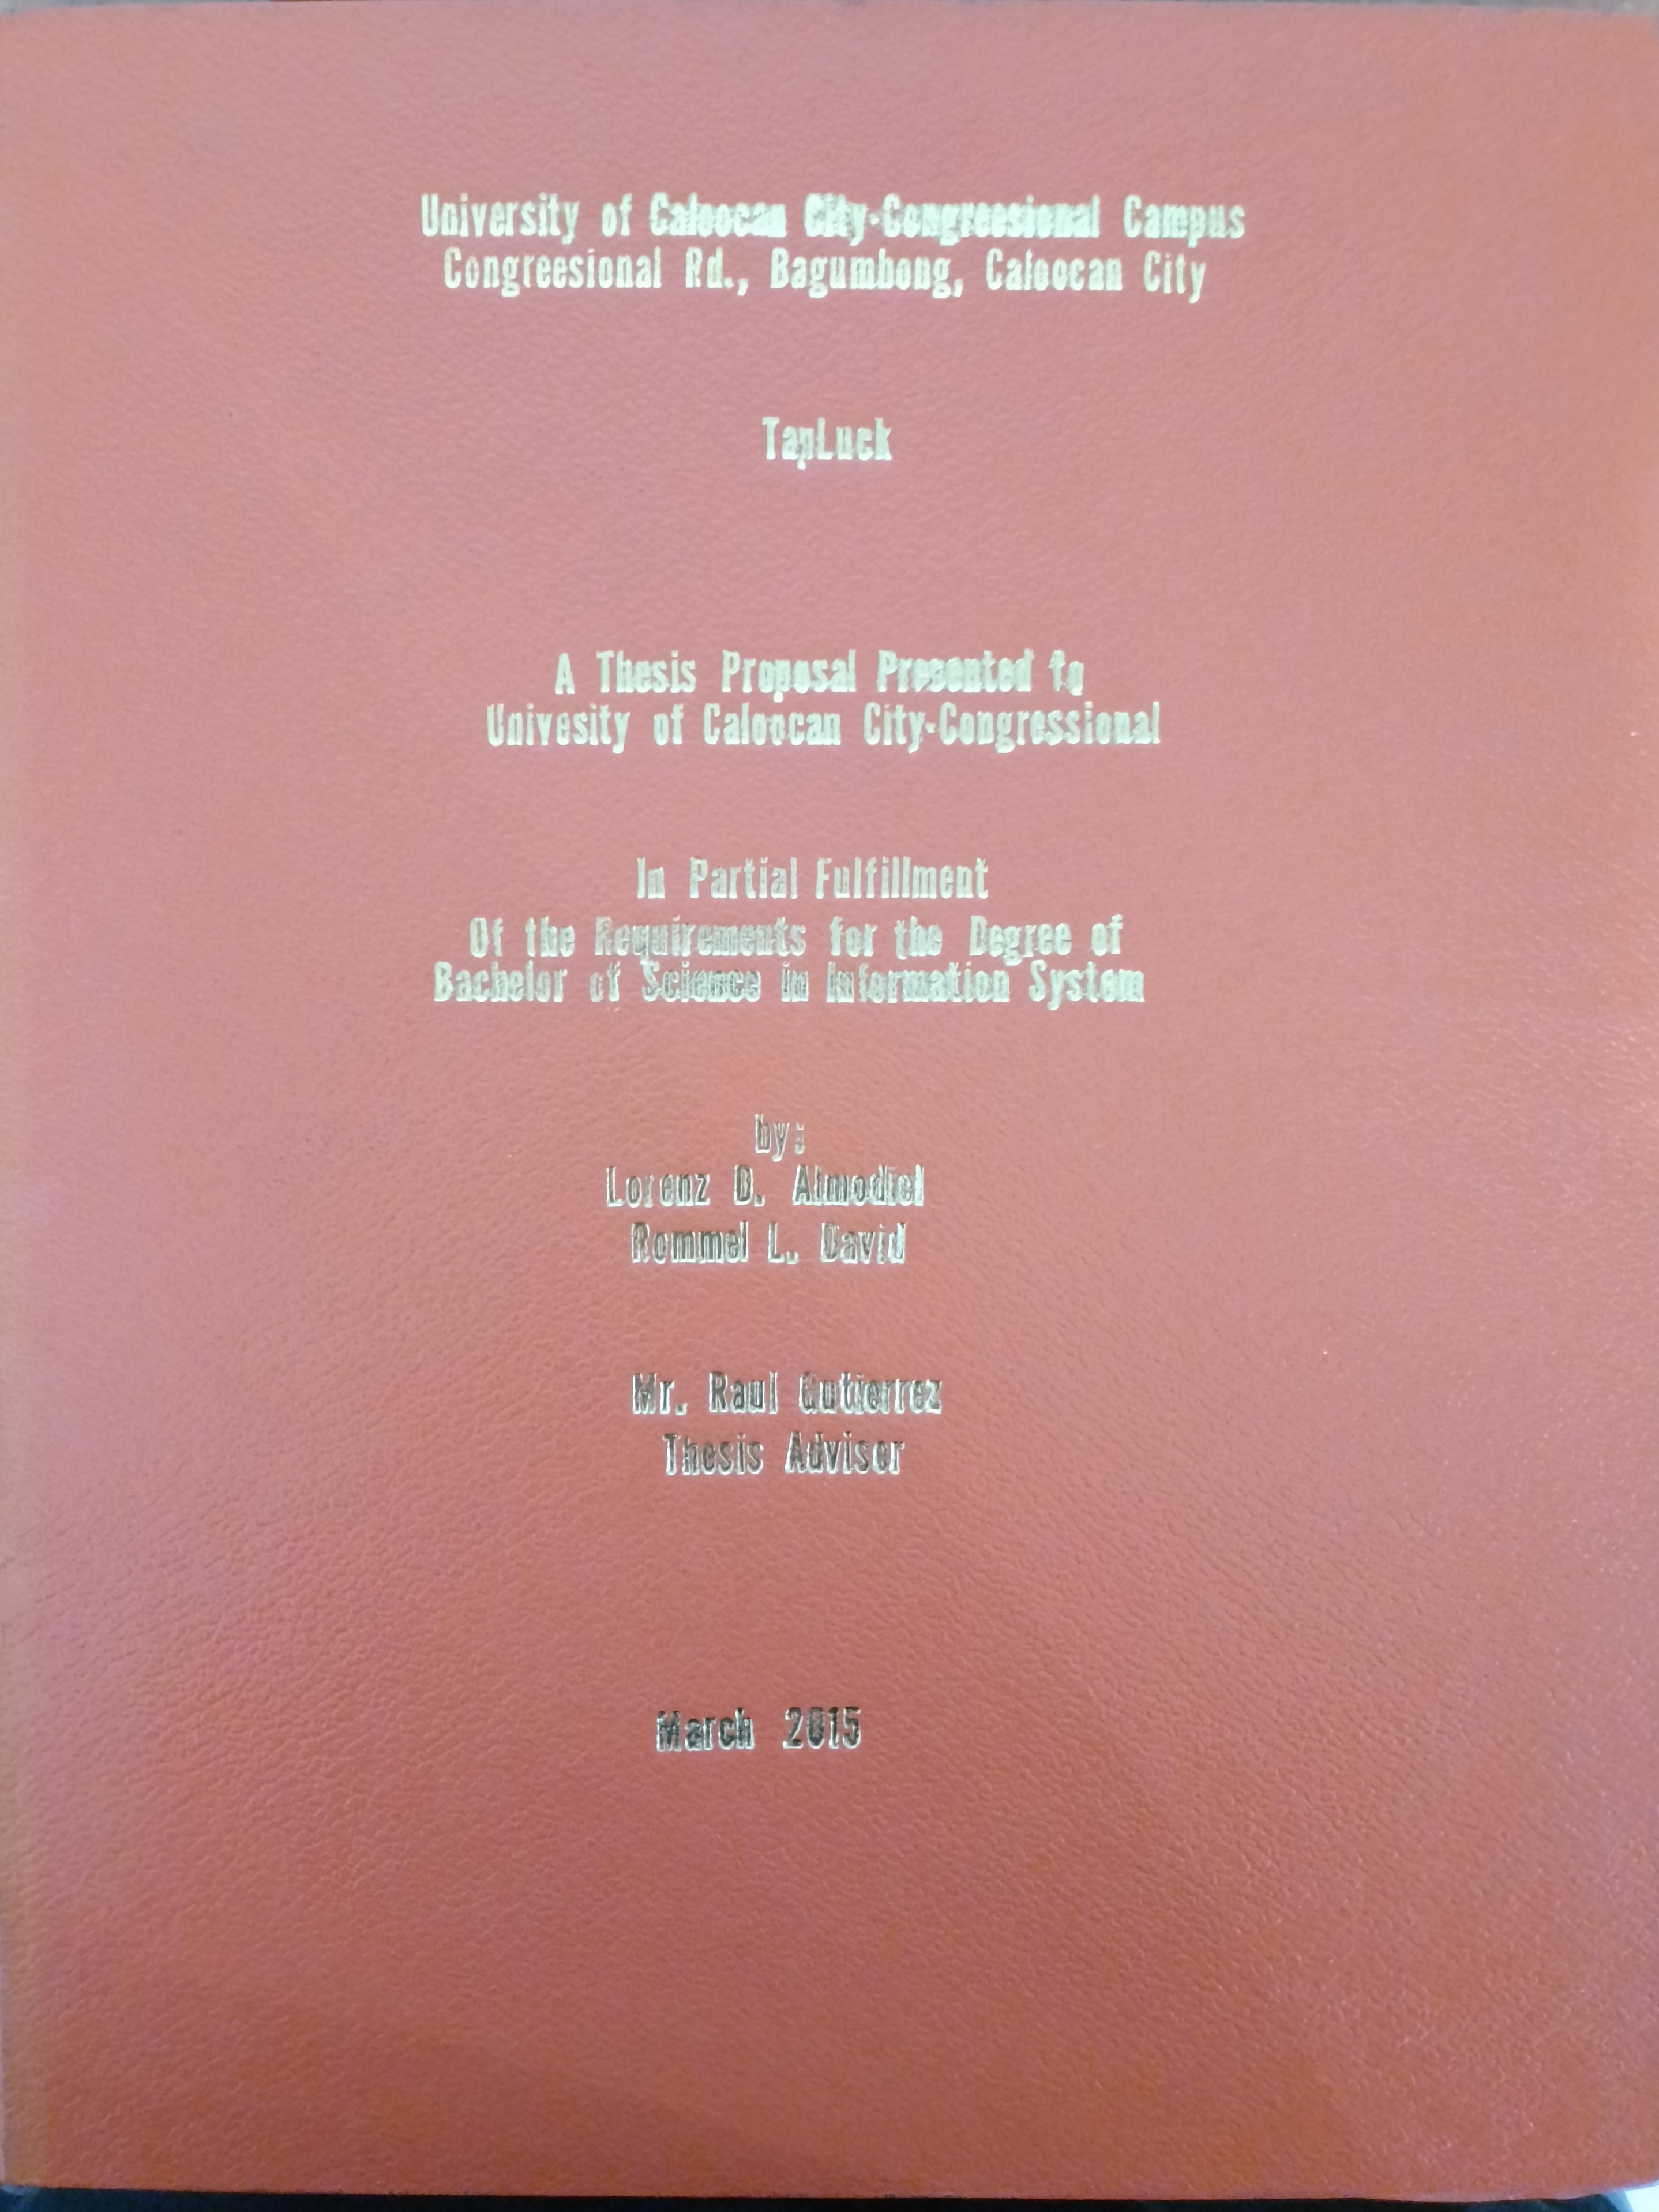 University of Caloocan City-Congreesional Campus
Congreesional Rd., Bagumbong, Caloocan City
TapLuck
A Thesis Proposal Presented to
Univesity of Caloocan City-Congressional
In Partial Fulfillment
Of the Requirements for the Degree of
Bachelor of Science in Information System
by:
Lorenz D. Almodiel
Rommel L. David
Mr. Raul Gutierrez
Thesis Adviser
March 2015